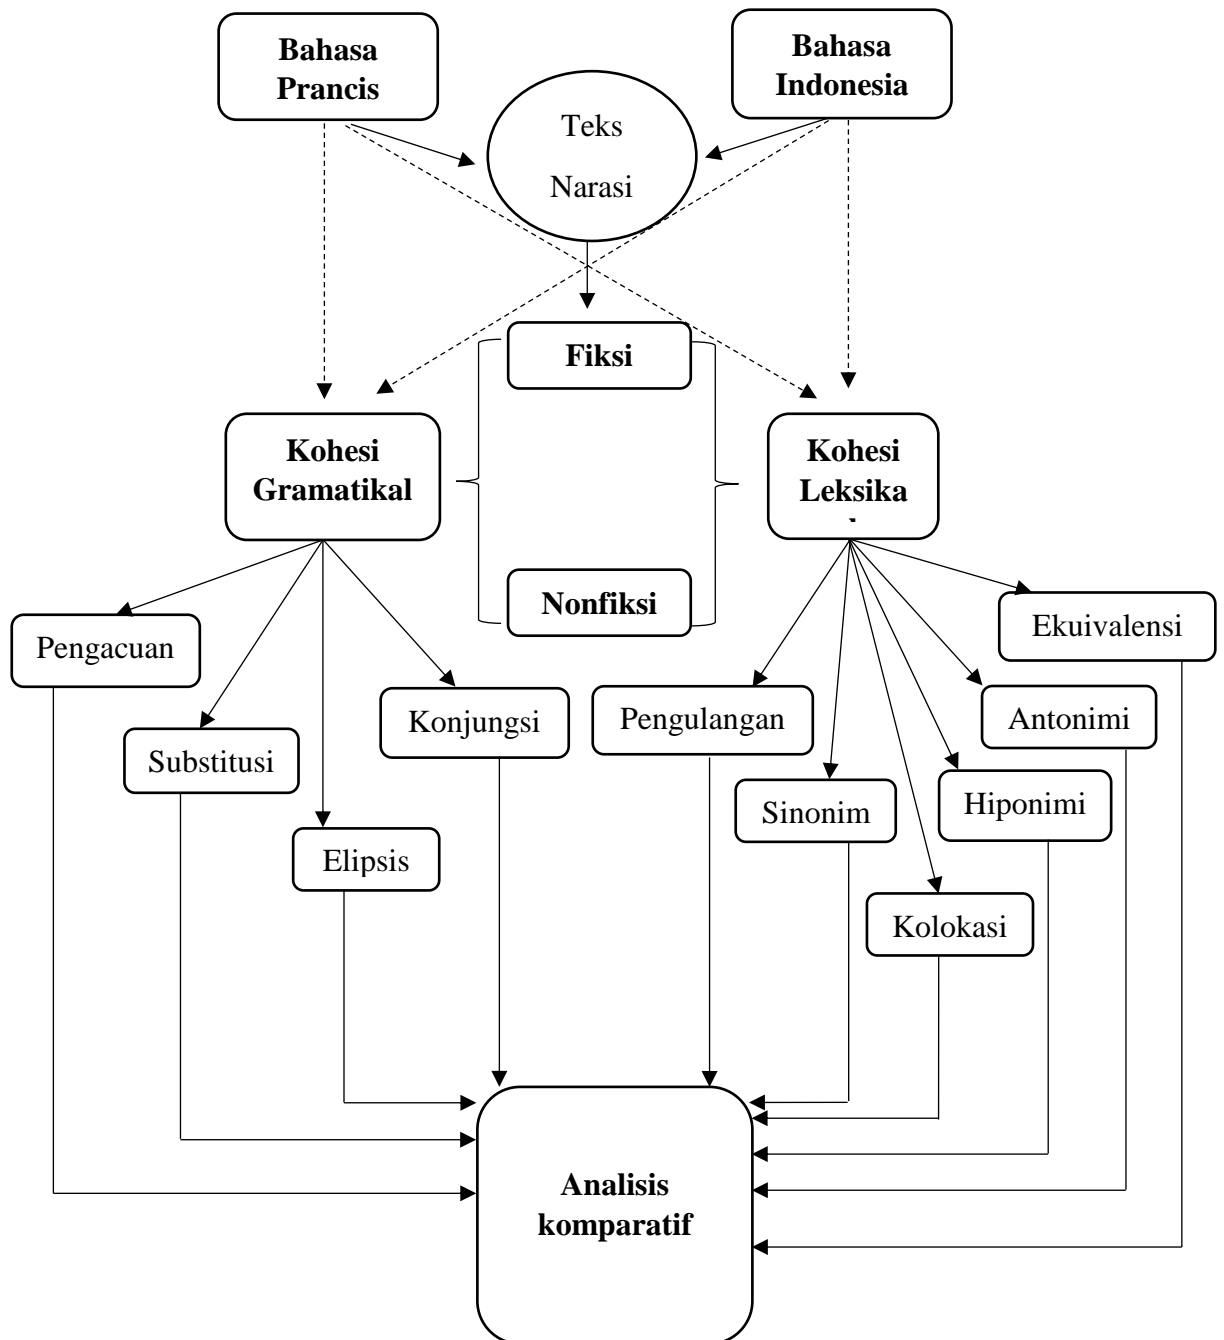 Bahasa
Prancis
Bahasa
Indonesia
Teks
Narasi
Fiksi
Kohesi
Gramatikal
Kohesi
Leksika
Nonfiksi
Pengacuan
Substitusi
Elipsis
Konjungsi
Pengulangan
Sinonim
Kolokasi
Hiponimi
Antonimi
Ekuivalensi
Analisis
komparatif